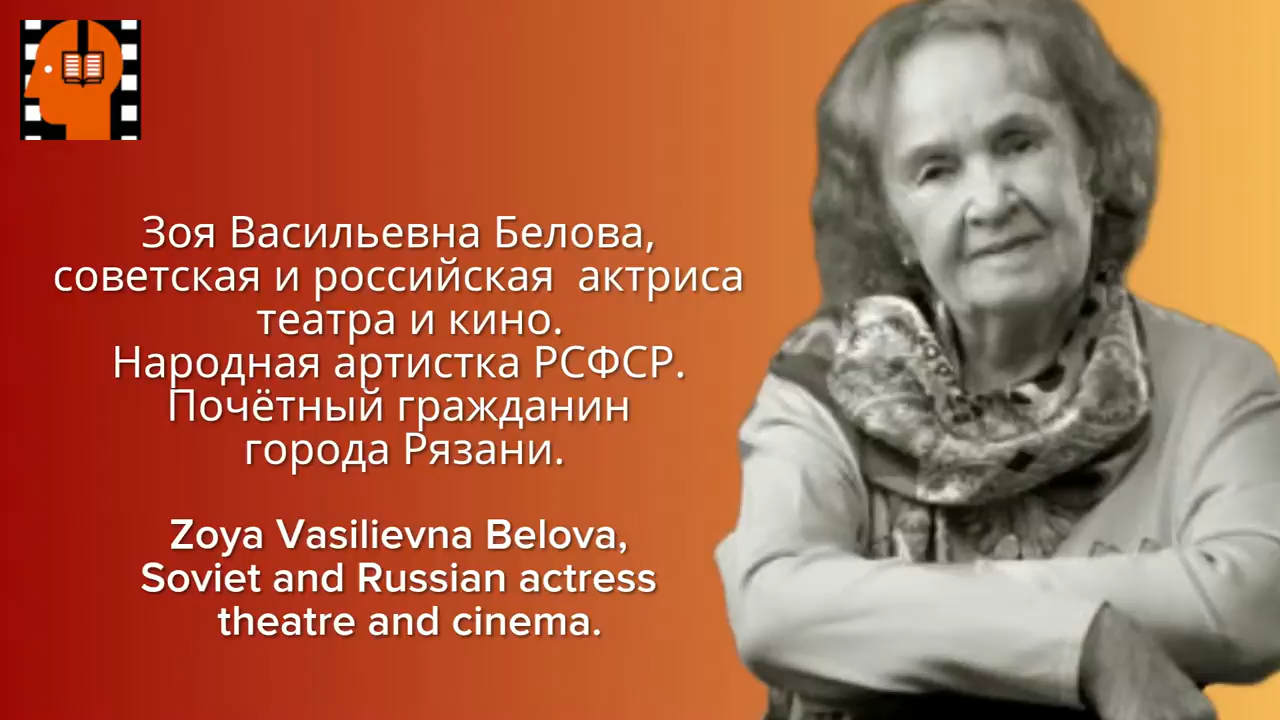 Зоя Васильевна Белова,
советская и российская актриса
театра и кино.
Народная артистка РСФСР.
Почётный гражданин
города Рязани.
Zoya Vasilievna Belova,
Soviet and Russian actress
theatre and cinema.